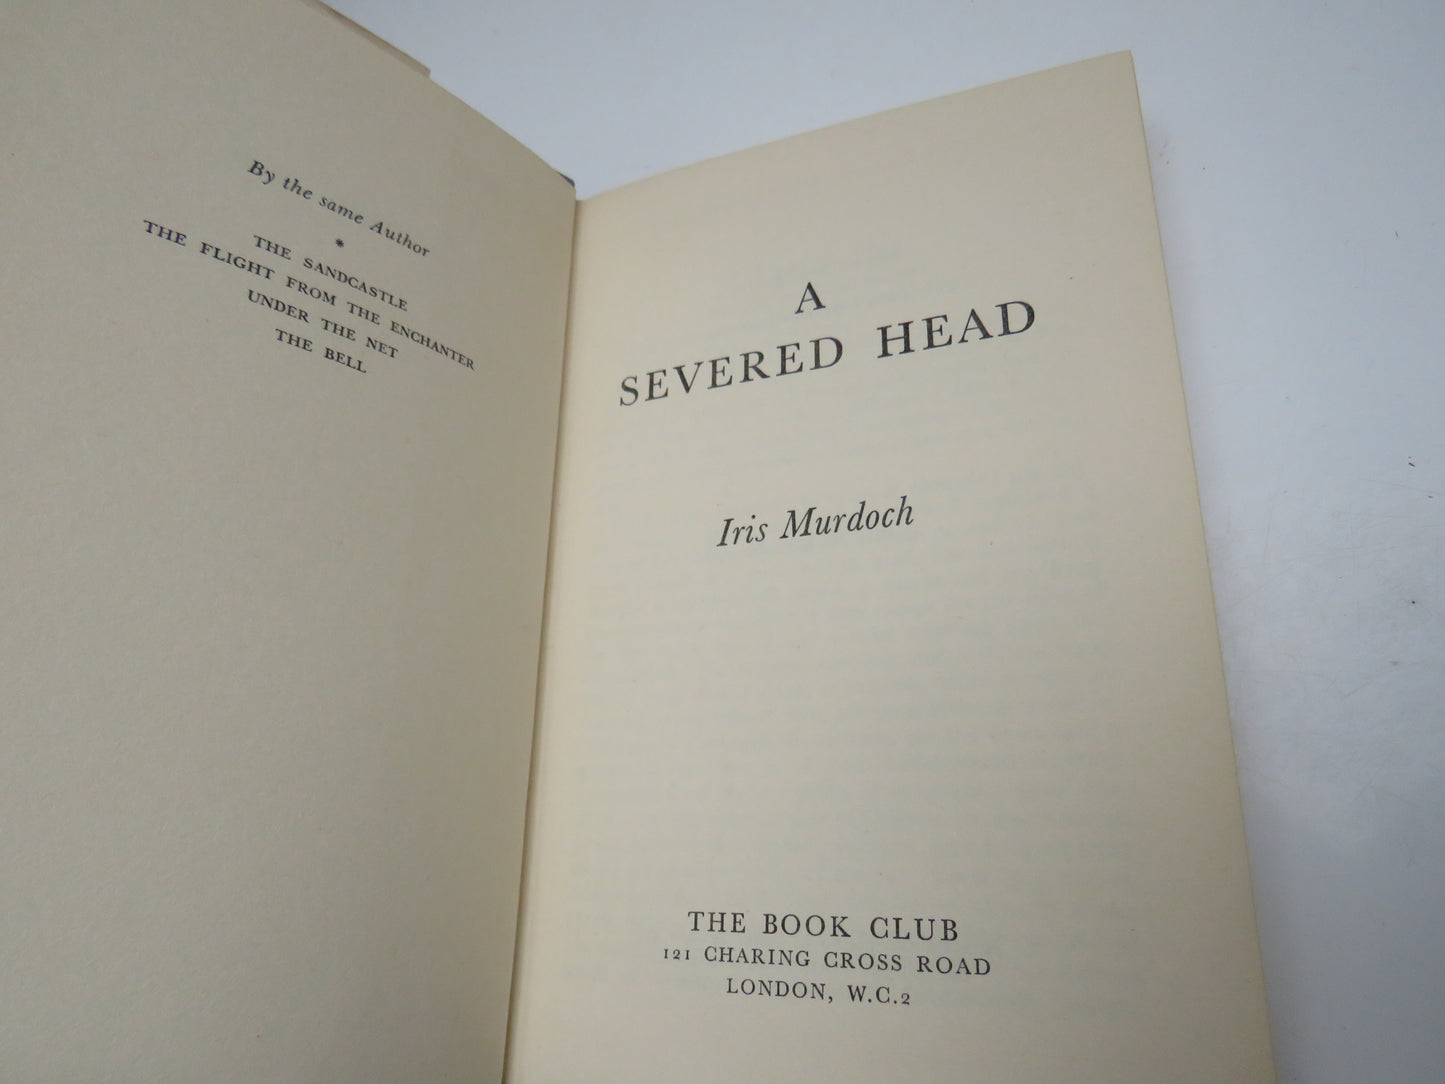 By the same Author
*
THE SANDCASTLE
THE FLIGHT FROM THE ENCHANTER
UNDER THE NET
THE BELL
A
SEVERED HEAD
Iris Murdoch
THE BOOK CLUB
121 CHARING CROSS ROAD
LONDON, W.C.2